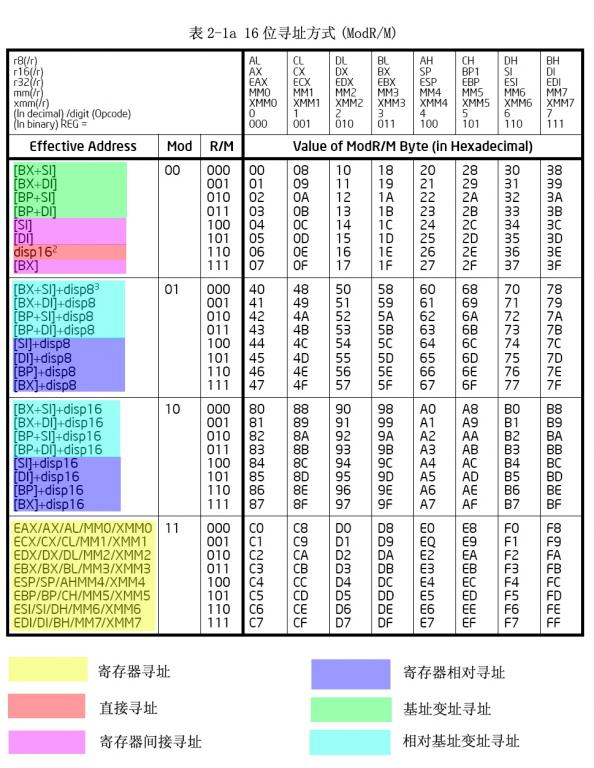 表 2-1a 16 位寻址方式(ModR/M)
r8(/r) AL CL DL BL AH CH DH BH
r16(/r) AX CX DX BX SP BP1 SI DI
r32(/r) EAX ECX EDX EBX ESP EBP ESI EDI
mm(/r) MM0 MM1 MM2 MM3 MM4 MM5 MM6 MM7
xmm(/r) XMM0 XMM1 XMM2 XMM3 XMM4 XMM5 XMM6 XMM7
(In decimal) /digit (Opcode) 0 1 2 3 4 5 6 7
(In binary) REG = 000 001 010 011 100 101 110 111
Effective Address Mod R/M Value of ModR/M Byte (in Hexadecimal)
[BX+SI] 00 000 00 08 10 18 20 28 30 38
[BX+DI] 001 01 09 11 19 21 29 31 39
[BP+SI] 010 02 0A 12 1A 22 2A 32 3A
[BP+DI] 011 03 0B 13 1B 23 2B 33 3B
[SI] 100 04 0C 14 1C 24 2C 34 3C
[DI] 101 05 0D 15 1D 25 2D 35 3D
disp16² 110 06 0E 16 1E 26 2E 36 3E
[BX] 111 07 0F 17 1F 27 2F 37 3F
[BX+SI]+disp8³ 01 000 40 48 50 58 60 68 70 78
[BX+DI]+disp8 001 41 49 51 59 61 69 71 79
[BP+SI]+disp8 010 42 4A 52 5A 62 6A 72 7A
[BP+DI]+disp8 011 43 4B 53 5B 63 6B 73 7B
[SI]+disp8 100 44 4C 54 5C 64 6C 74 7C
[DI]+disp8 101 45 4D 55 5D 65 6D 75 7D
[BP]+disp8 110 46 4E 56 5E 66 6E 76 7E
[BX]+disp8 111 47 4F 57 5F 67 6F 77 7F
[BX+SI]+disp16 10 000 80 88 90 98 A0 A8 B0 B8
[BX+DI]+disp16 001 81 89 91 99 A1 A9 B1 B9
[BP+SI]+disp16 010 82 8A 92 9A A2 AA B2 BA
[BP+DI]+disp16 011 83 8B 93 9B A3 AB B3 BB
[SI]+disp16 100 84 8C 94 9C A4 AC B4 BC
[DI]+disp16 101 85 8D 95 9D A5 AD B5 BD
[BP]+disp16 110 86 8E 96 9E A6 AE B6 BE
[BX]+disp16 111 87 8F 97 9F A7 AF B7 BF
EAX/AX/AL/MM0/XMM0 11 000 C0 C8 D0 D8 E0 E8 F0 F8
ECX/CX/CL/MM1/XMM1 001 C1 C9 D1 D9 EQ E9 F1 F9
EDX/DX/DL/MM2/XMM2 010 C2 CA D2 DA E2 EA F2 FA
EBX/BX/BL/MM3/XMM3 011 C3 CB D3 DB E3 EB F3 FB
ESP/SP/AHMM4/XMM4 100 C4 CC D4 DC E4 EC F4 FC
EBP/BP/CH/MM5/XMM5 101 C5 CD D5 DD E5 ED F5 FD
ESI/SI/DH/MM6/XMM6 110 C6 CE D6 DE E6 EE F6 FE
EDI/DI/BH/MM7/XMM7 111 C7 CF D7 DF E7 EF F7 FF
寄存器寻址 寄存器相对寻址
直接寻址 基址变址寻址
寄存器间接寻址 相对基址变址寻址